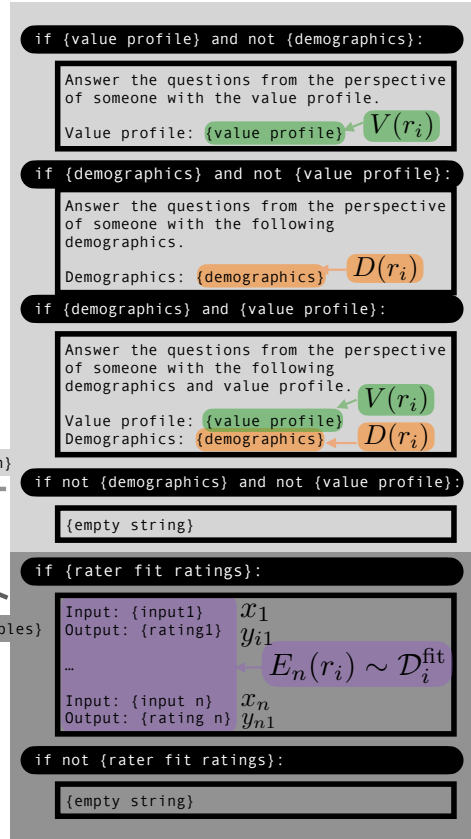 if {value profile} and not {demographics}:
Answer the questions from the perspective
of someone with the value profile.
Value profile: {value profile} V(r_i)
if {demographics} and not {value profile}:
Answer the questions from the perspective
of someone with the following
demographics.
Demographics: {demographics} D(r_i)
if {demographics} and {value profile}:
Answer the questions from the perspective
of someone with the following
demographics and value profile.
V(r_i)
Value profile: {value profile}
Demographics: {demographics} D(r_i)
if not {demographics} and not {value profile}:
{empty string}
if {rater fit ratings}:
Input: {input1} x_1
Output: {rating1} y_{i1}
…
E_n(r_i) ∼ 𝒟_i^{fit}
Input: {input n} x_n
Output: {rating n} y_{n1}
if not {rater fit ratings}:
{empty string}